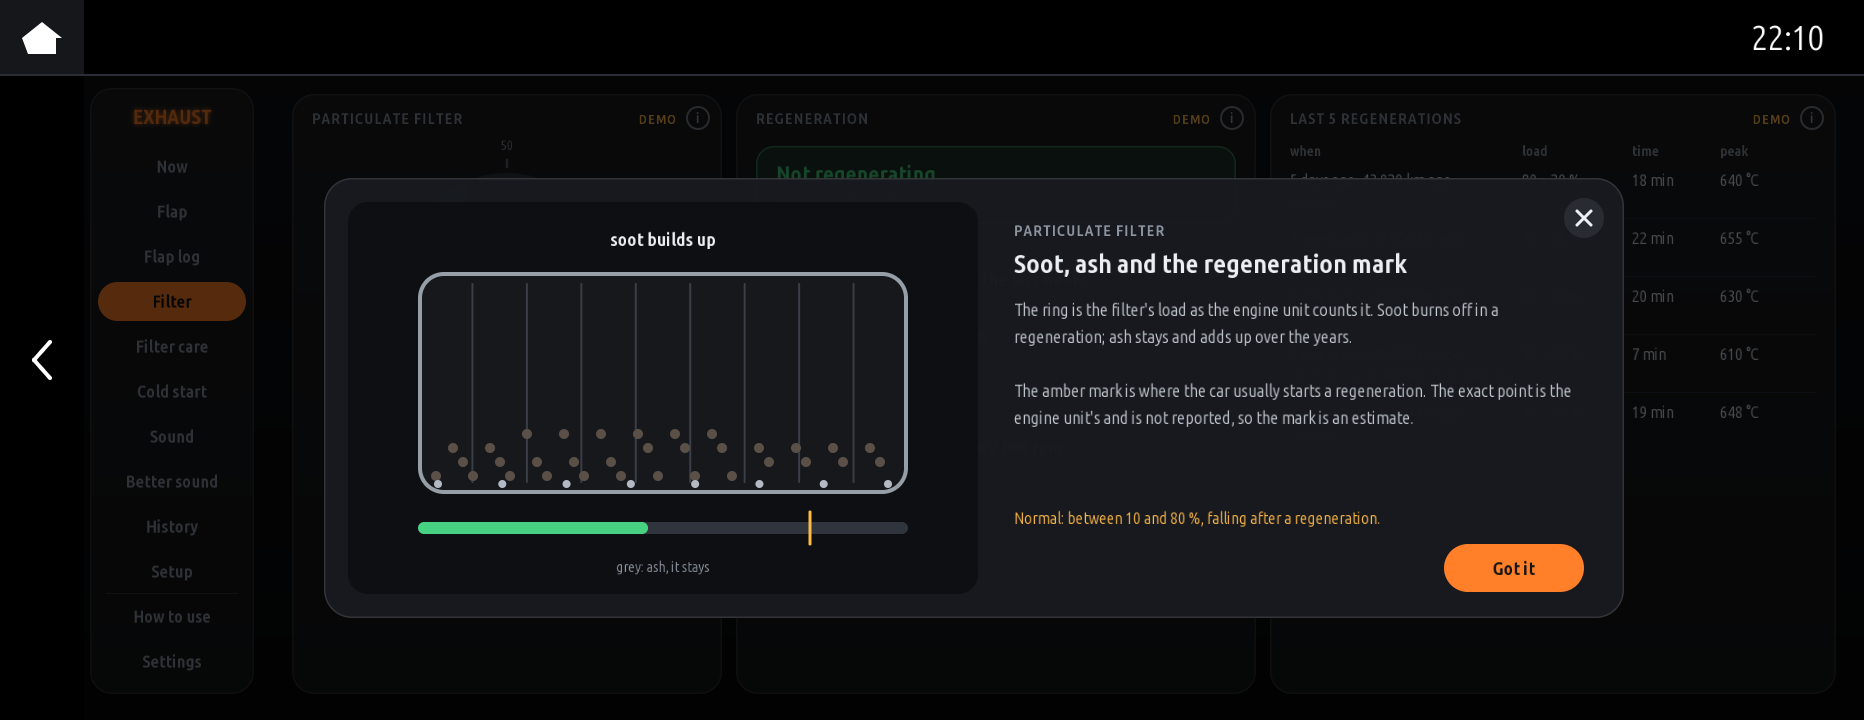 22:10
EXHAUST
Now
Flap
Flap log
Filter
Filter care
Cold start
Sound
Better sound
History
Setup
How to use
Settings
PARTICULATE FILTER
DEMO
i
50
REGENERATION
DEMO
i
Not regenerating
LAST 5 REGENERATIONS
DEMO
i
when load time peak
18 min 640 °C
22 min 655 °C
20 min 630 °C
7 min 610 °C
19 min 648 °C
soot builds up
grey: ash, it stays
PARTICULATE FILTER
Soot, ash and the regeneration mark
The ring is the filter's load as the engine unit counts it. Soot burns off in a
regeneration; ash stays and adds up over the years.
The amber mark is where the car usually starts a regeneration. The exact point is the
engine unit's and is not reported, so the mark is an estimate.
Normal: between 10 and 80 %, falling after a regeneration.
Got it